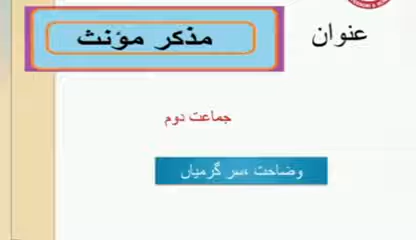 عنوان مذکر مؤنث
جماعت دوم
وضاحت ،سر گرمیاں